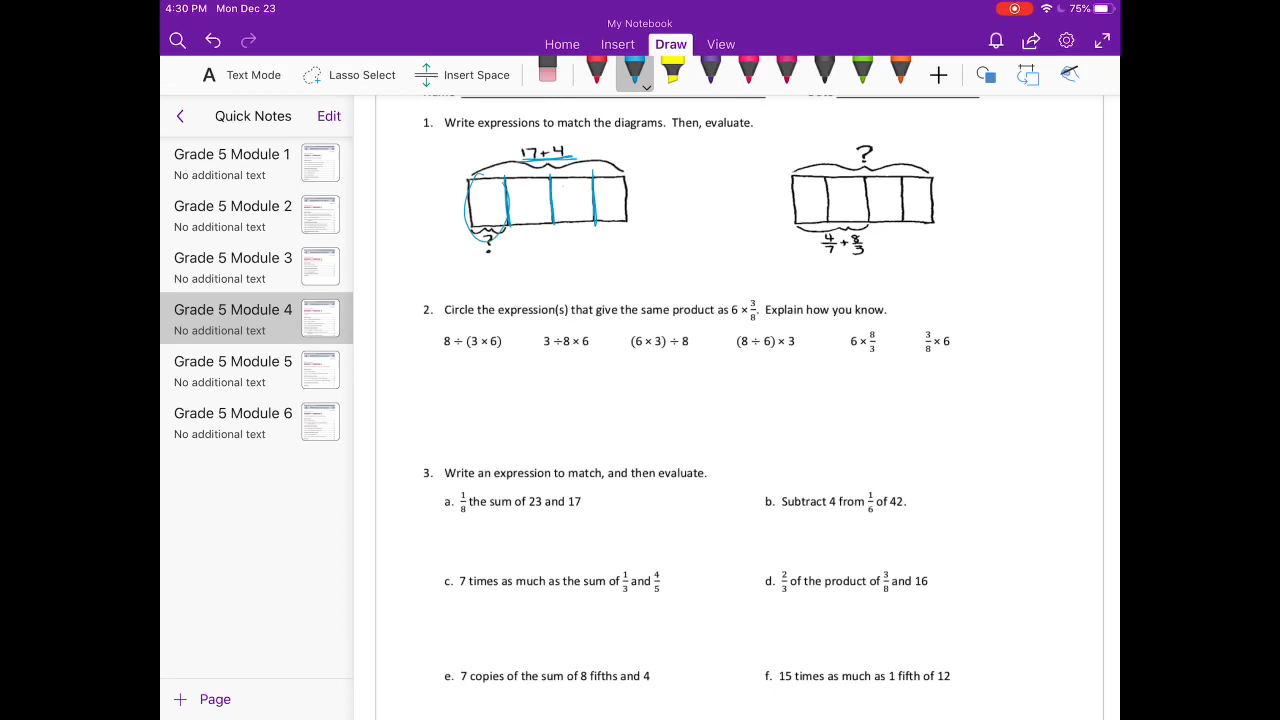 4:30 PM Mon Dec 23
75%
My Notebook
Home Insert Draw View
A Text Mode Lasso Select Insert Space
Quick Notes Edit
Grade 5 Module 1
No additional text
Grade 5 Module 2
No additional text
Grade 5 Module 3
No additional text
Grade 5 Module 4
No additional text
Grade 5 Module 5
No additional text
Grade 5 Module 6
No additional text
+ Page
1. Write expressions to match the diagrams. Then, evaluate.
17+4 ?
? 4/7 + 8/3
2. Circle the expression(s) that give the same product as 6 × 3/8. Explain how you know.
8 ÷ (3 × 6) 3 ÷8 × 6 (6 × 3) ÷ 8 (8 ÷ 6) × 3 6 × 8/3 3/8 × 6
3. Write an expression to match, and then evaluate.
a. 1/8 the sum of 23 and 17 b. Subtract 4 from 1/6 of 42.
c. 7 times as much as the sum of 1/3 and 4/5 d. 2/3 of the product of 3/8 and 16
e. 7 copies of the sum of 8 fifths and 4 f. 15 times as much as 1 fifth of 12